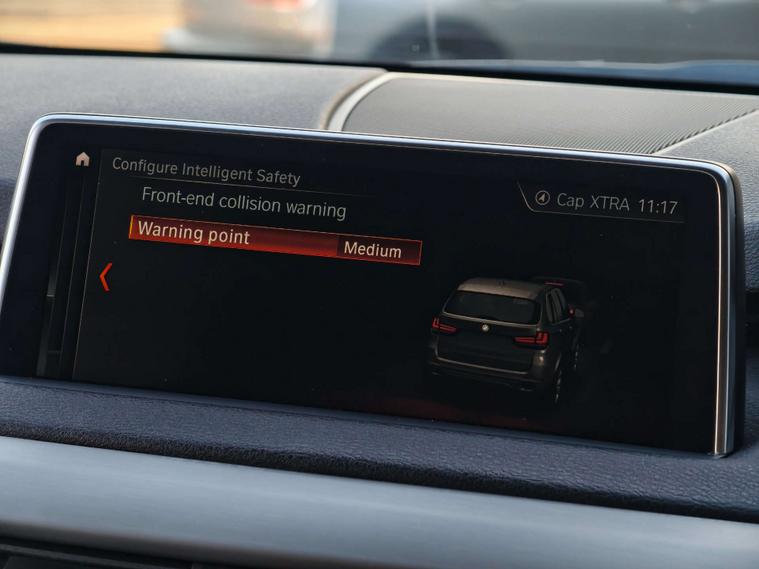 Configure Intelligent Safety
Cap XTRA 11:17
Front-end collision warning
Warning point Medium